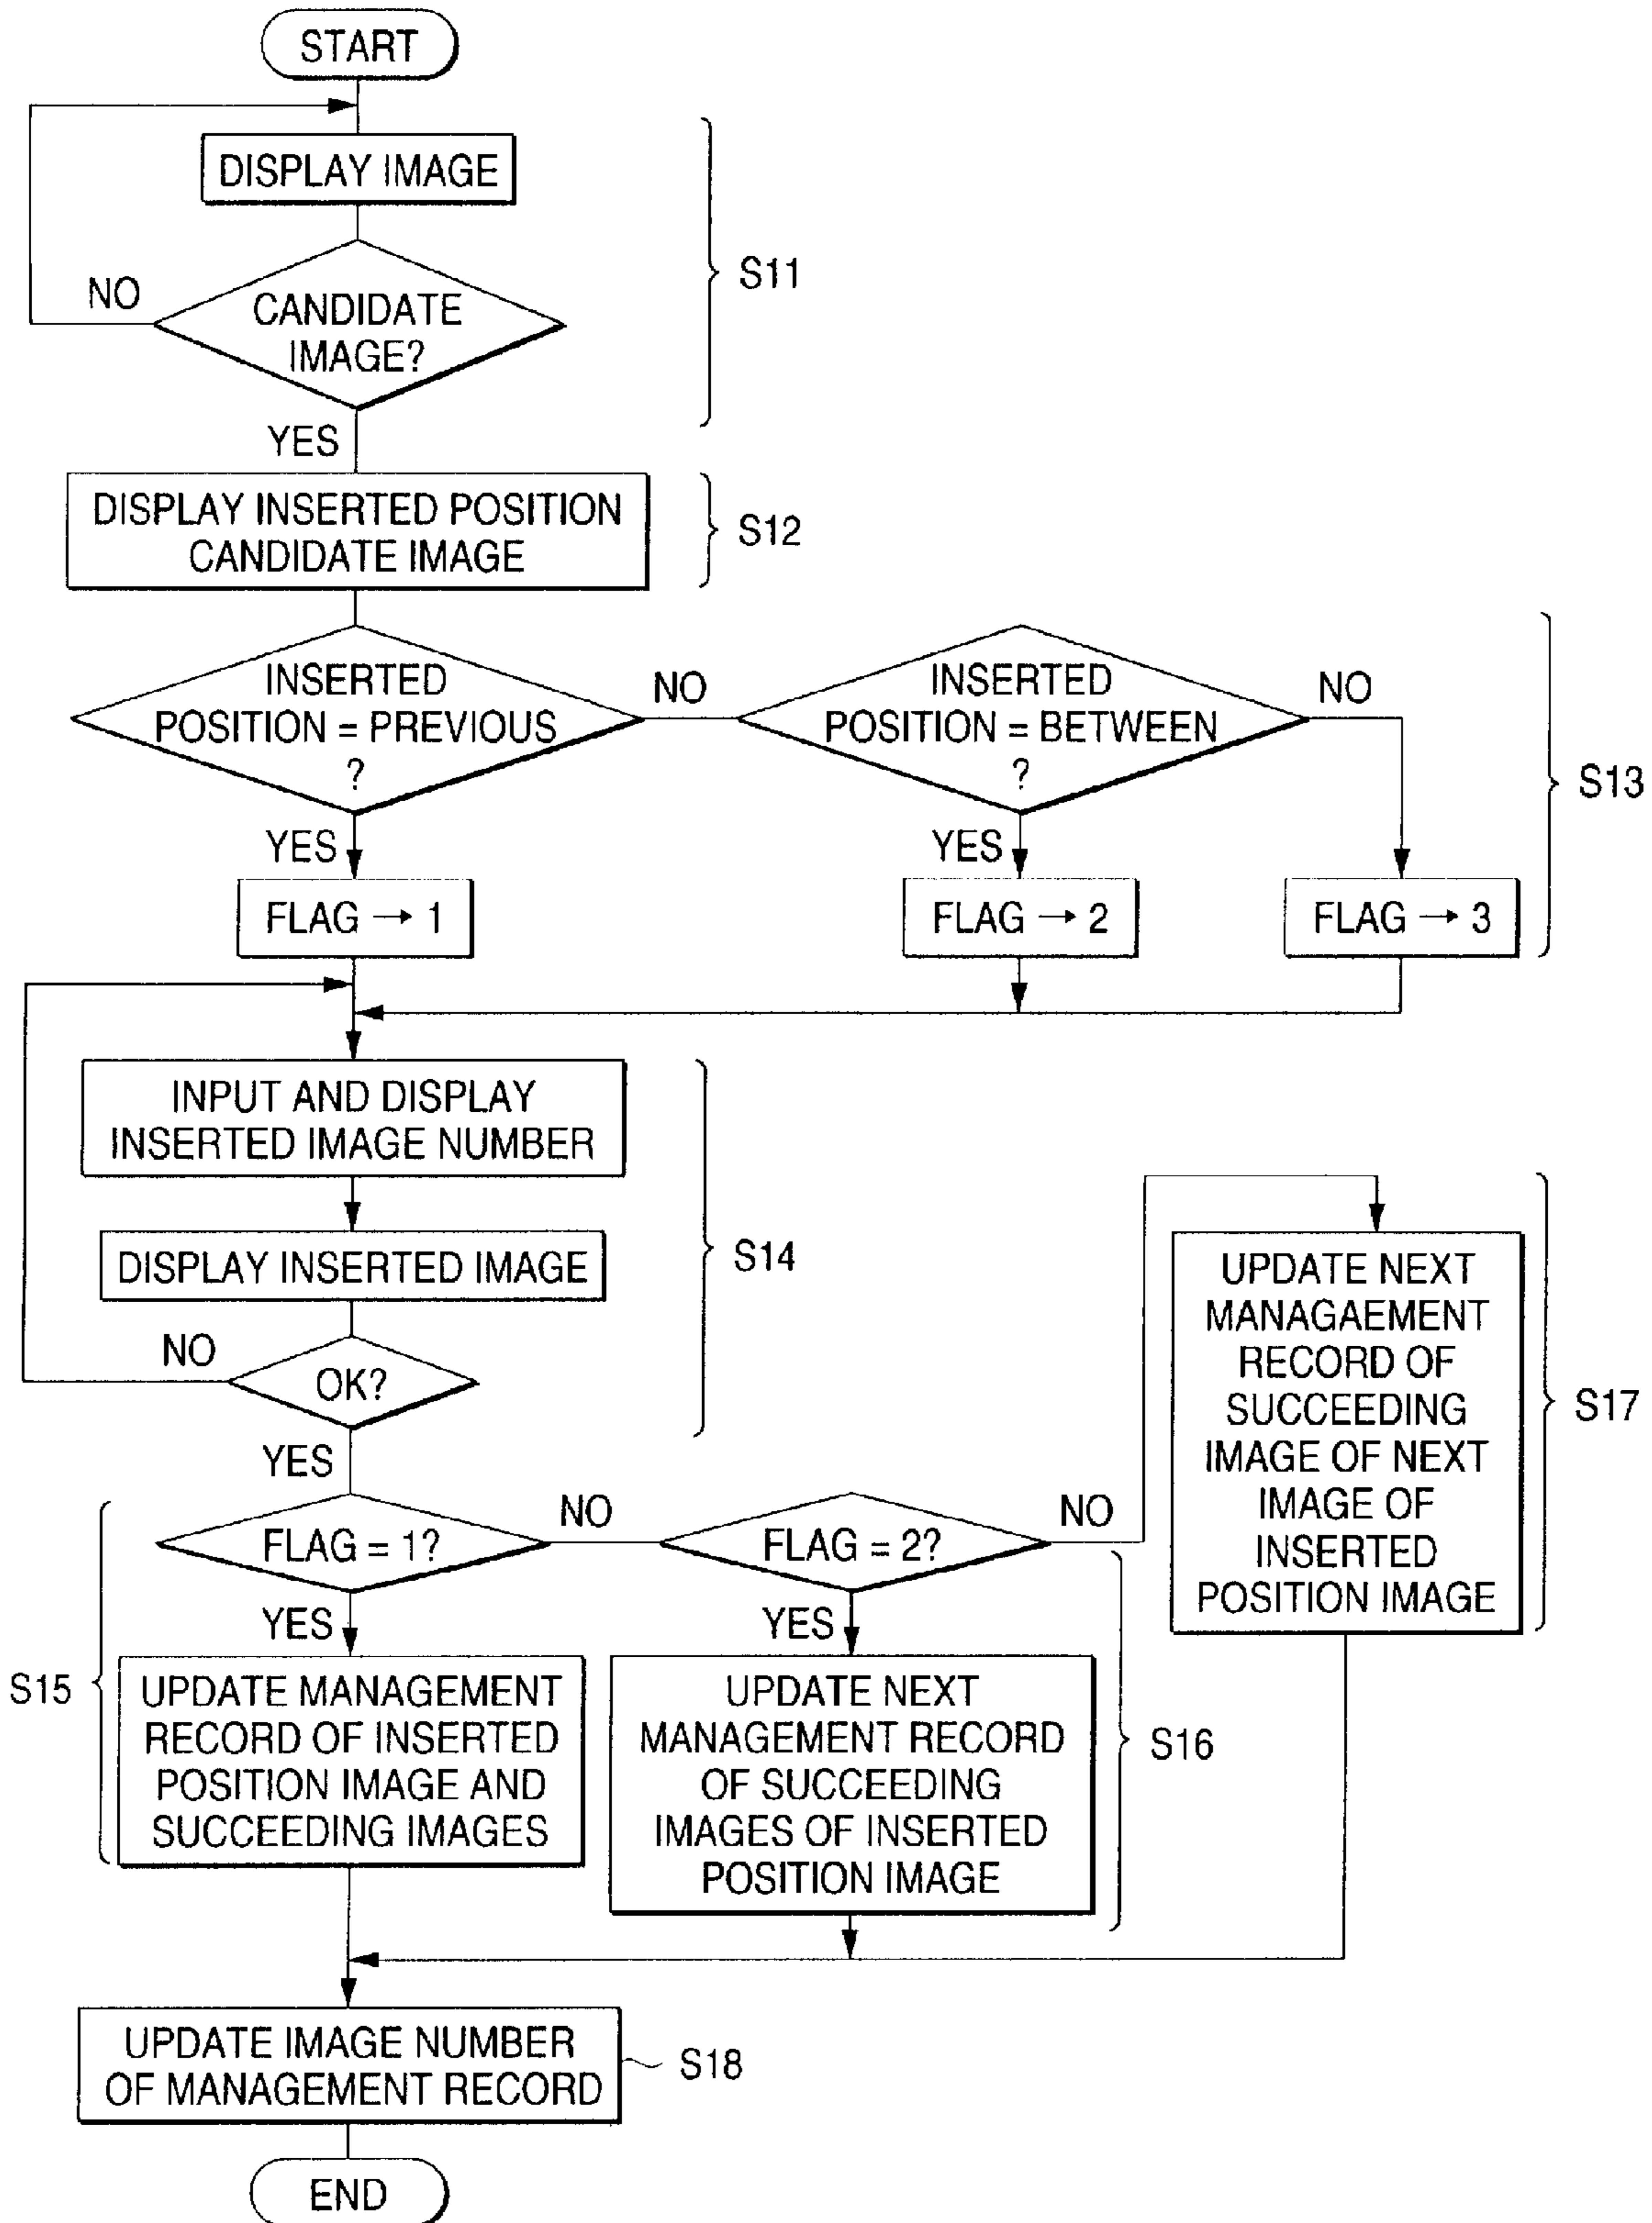 START
DISPLAY IMAGE
NO
CANDIDATE
IMAGE?
S11
YES
DISPLAY INSERTED POSITION
CANDIDATE IMAGE
S12
INSERTED
POSITION = PREVIOUS
?
NO
INSERTED
POSITION = BETWEEN
?
NO
S13
YES
YES
FLAG → 1
FLAG → 2
FLAG → 3
INPUT AND DISPLAY
INSERTED IMAGE NUMBER
DISPLAY INSERTED IMAGE
S14
NO
OK?
YES
UPDATE NEXT
MANAGAEMENT
RECORD OF
SUCCEEDING
IMAGE OF NEXT
IMAGE OF
INSERTED
POSITION IMAGE
S17
FLAG = 1?
NO
FLAG = 2?
NO
YES
YES
S15
UPDATE MANAGEMENT
RECORD OF INSERTED
POSITION IMAGE AND
SUCCEEDING IMAGES
UPDATE NEXT
MANAGEMENT RECORD
OF SUCCEEDING
IMAGES OF INSERTED
POSITION IMAGE
S16
UPDATE IMAGE NUMBER
OF MANAGEMENT RECORD
S18
END